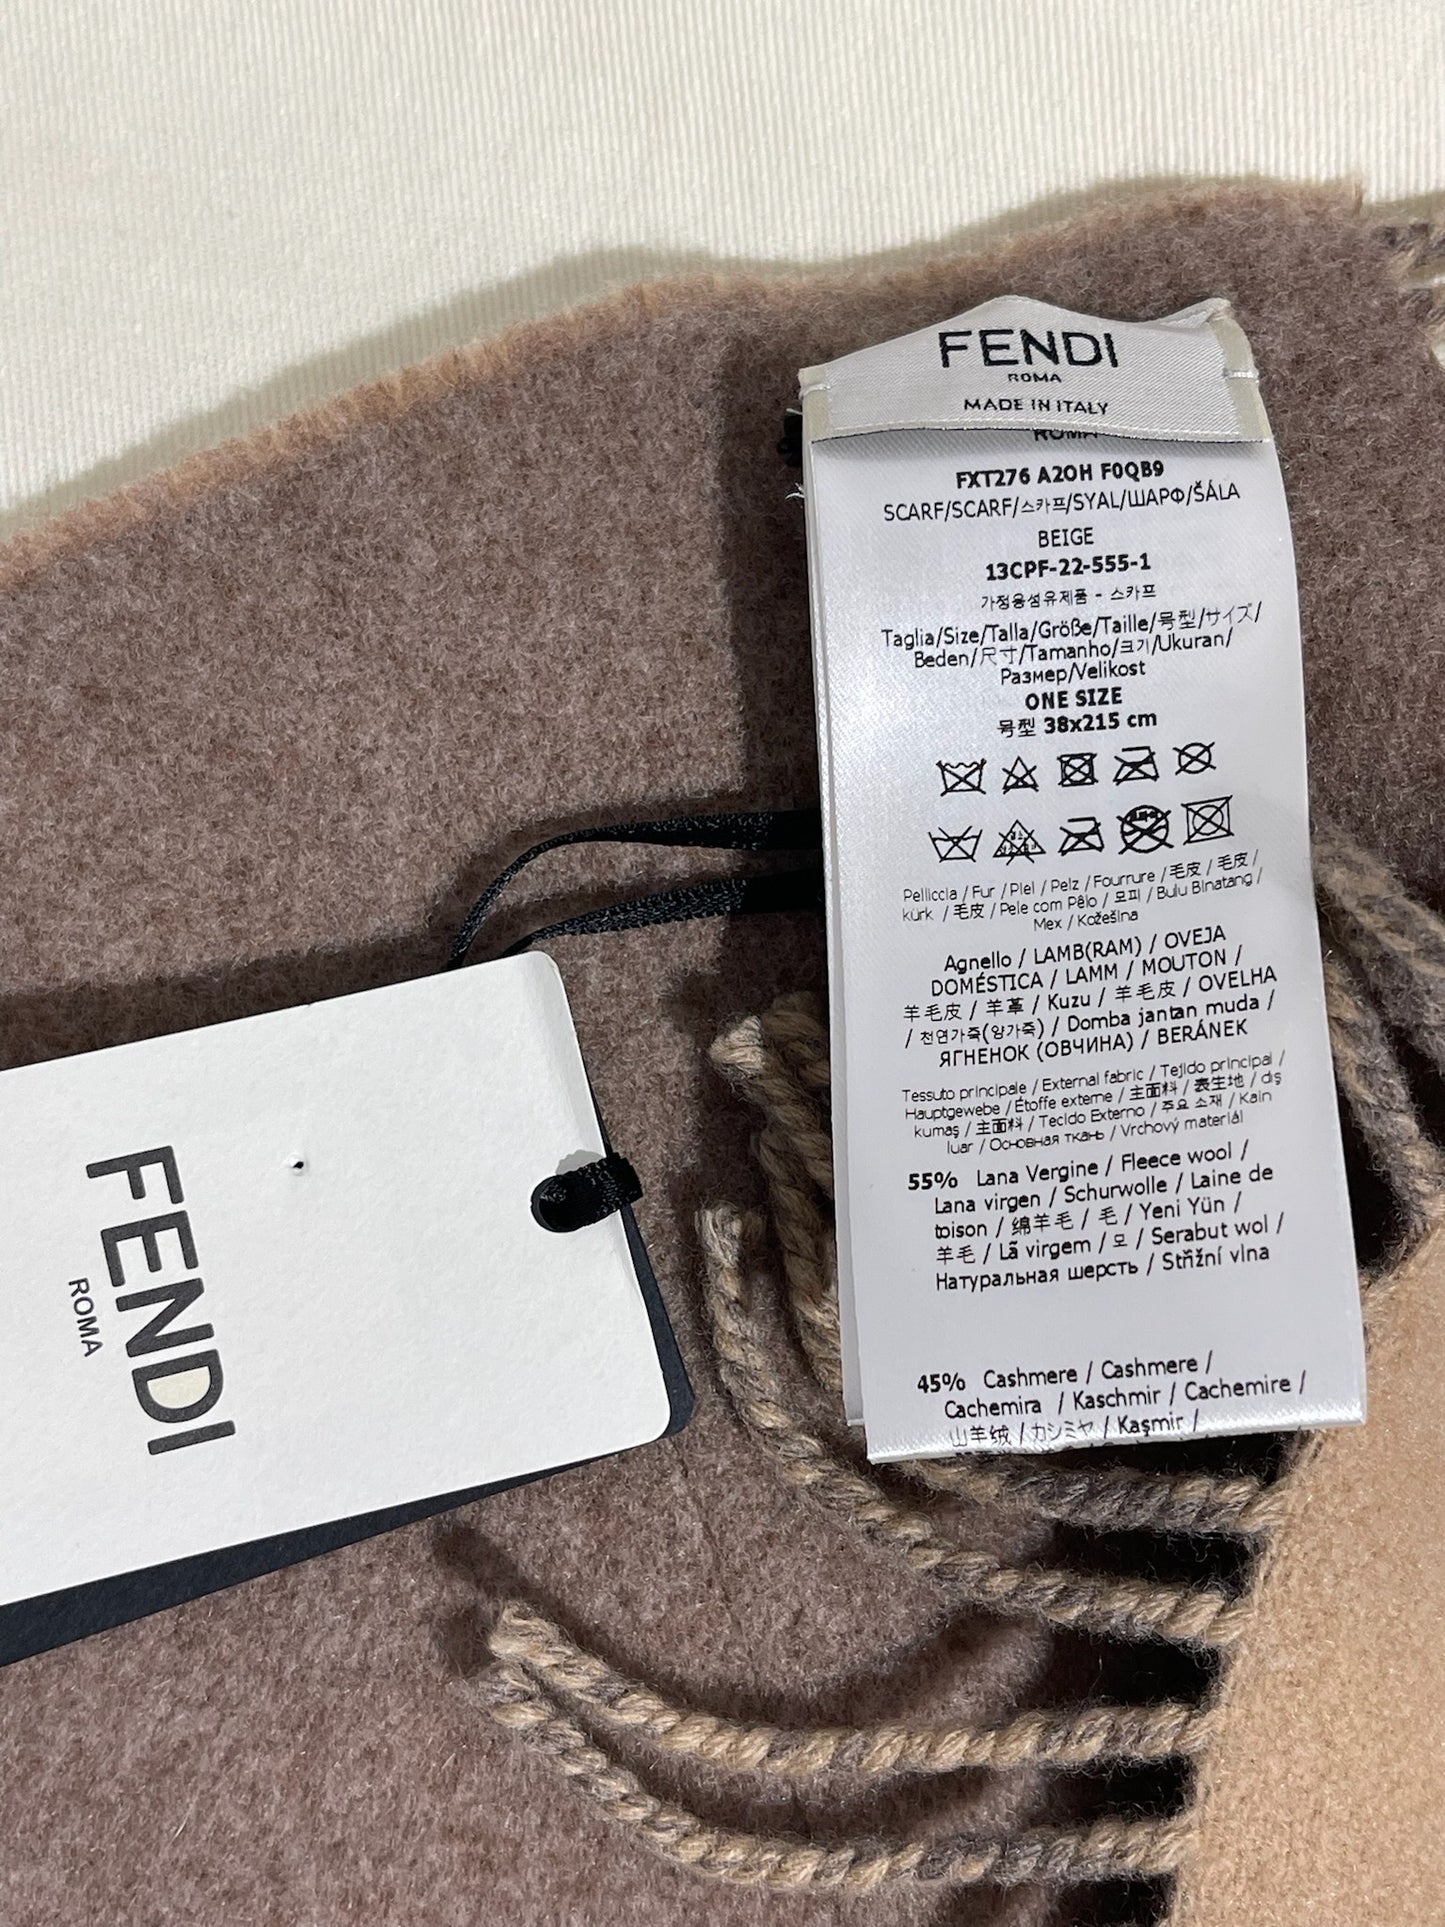 FENDI
ROMA
MADE IN ITALY
ROMA
FXT276 A2OH F0QB9
SCARF/SCARF/스카프/SYAL/ШАРФ/ŠÁLA
BEIGE
13CPF-22-555-1
가정용섬유제품 - 스카프
Taglia/Size/Talla/Größe/Taille/号型/サイズ/
Beden/尺寸/Tamanho/크기/Ukuran/
Размер/Velikost
ONE SIZE
号型 38x215 cm
Pelliccia / Fur / Piel / Pelz / Fourrure / 毛皮 / 毛皮 /
kürk / 毛皮 / Pele com Pêlo / 모피 / Bulu Binatang /
Mex / Kožešina
Agnello / LAMB(RAM) / OVEJA
DOMÉSTICA / LAMM / MOUTON /
羊毛皮 / 羊革 / Kuzu / 羊毛皮 / OVELHA
/ 천연가죽(양가죽) / Domba jantan muda /
ЯГНЕНОК (ОВЧИНА) / BERÁNEK
Tessuto principale / External fabric / Tejido principal /
Hauptgewebe / Étoffe externe / 主面料 / 表生地 / dış
kumaş / 主面料 / Tecido Externo / 주요 소재 / Kain
luar / Основная ткань / Vrchový materiál
55% Lana Vergine / Fleece wool /
Lana virgen / Schurwolle / Laine de
toison / 绵羊毛 / 毛 / Yeni Yün /
羊毛 / Lã virgem / 모 / Serabut wol /
Натуральная шерсть / Střižní vlna
45% Cashmere / Cashmere /
Cachemira / Kaschmir / Cachemire /
山羊绒 / カシミヤ / Kaşmir /
FENDI
ROMA